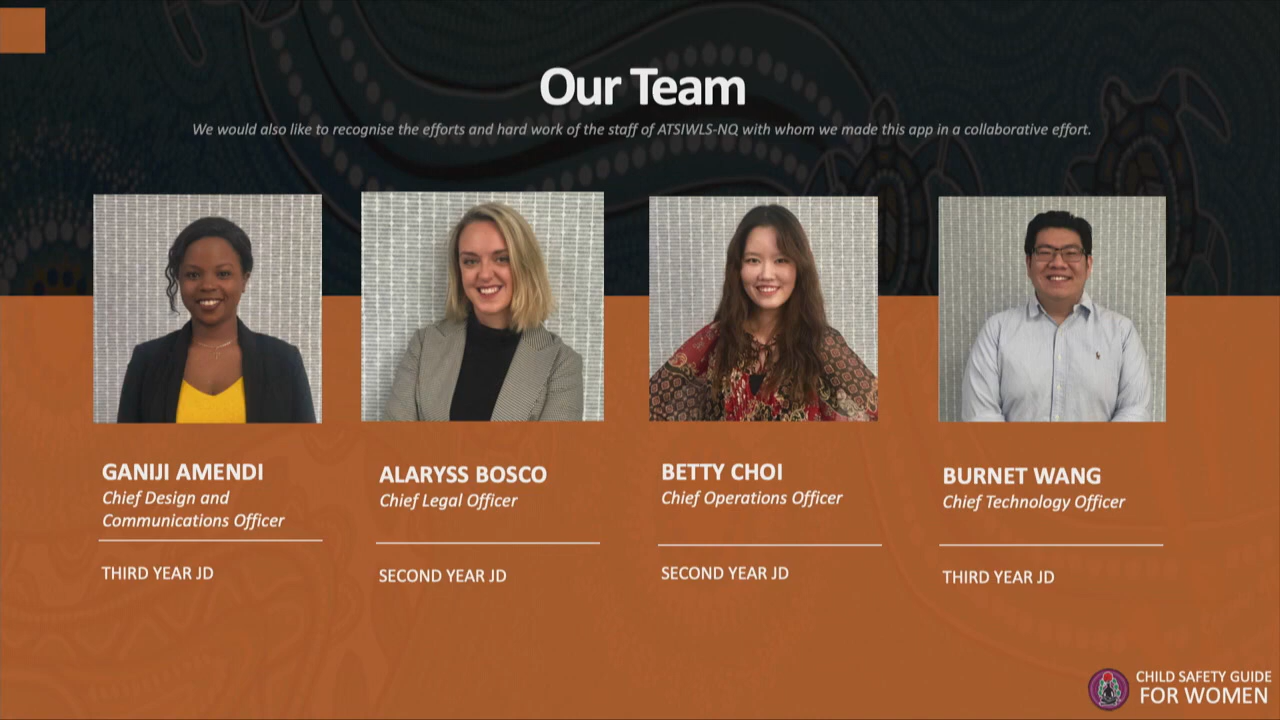 Our Team
We would also like to recognise the efforts and hard work of the staff of ATSIWLS-NQ with whom we made this app in a collaborative effort.
GANIJI AMENDI
Chief Design and
Communications Officer
THIRD YEAR JD
ALARYSS BOSCO
Chief Legal Officer
SECOND YEAR JD
BETTY CHOI
Chief Operations Officer
SECOND YEAR JD
BURNET WANG
Chief Technology Officer
THIRD YEAR JD
CHILD SAFETY GUIDE
FOR WOMEN